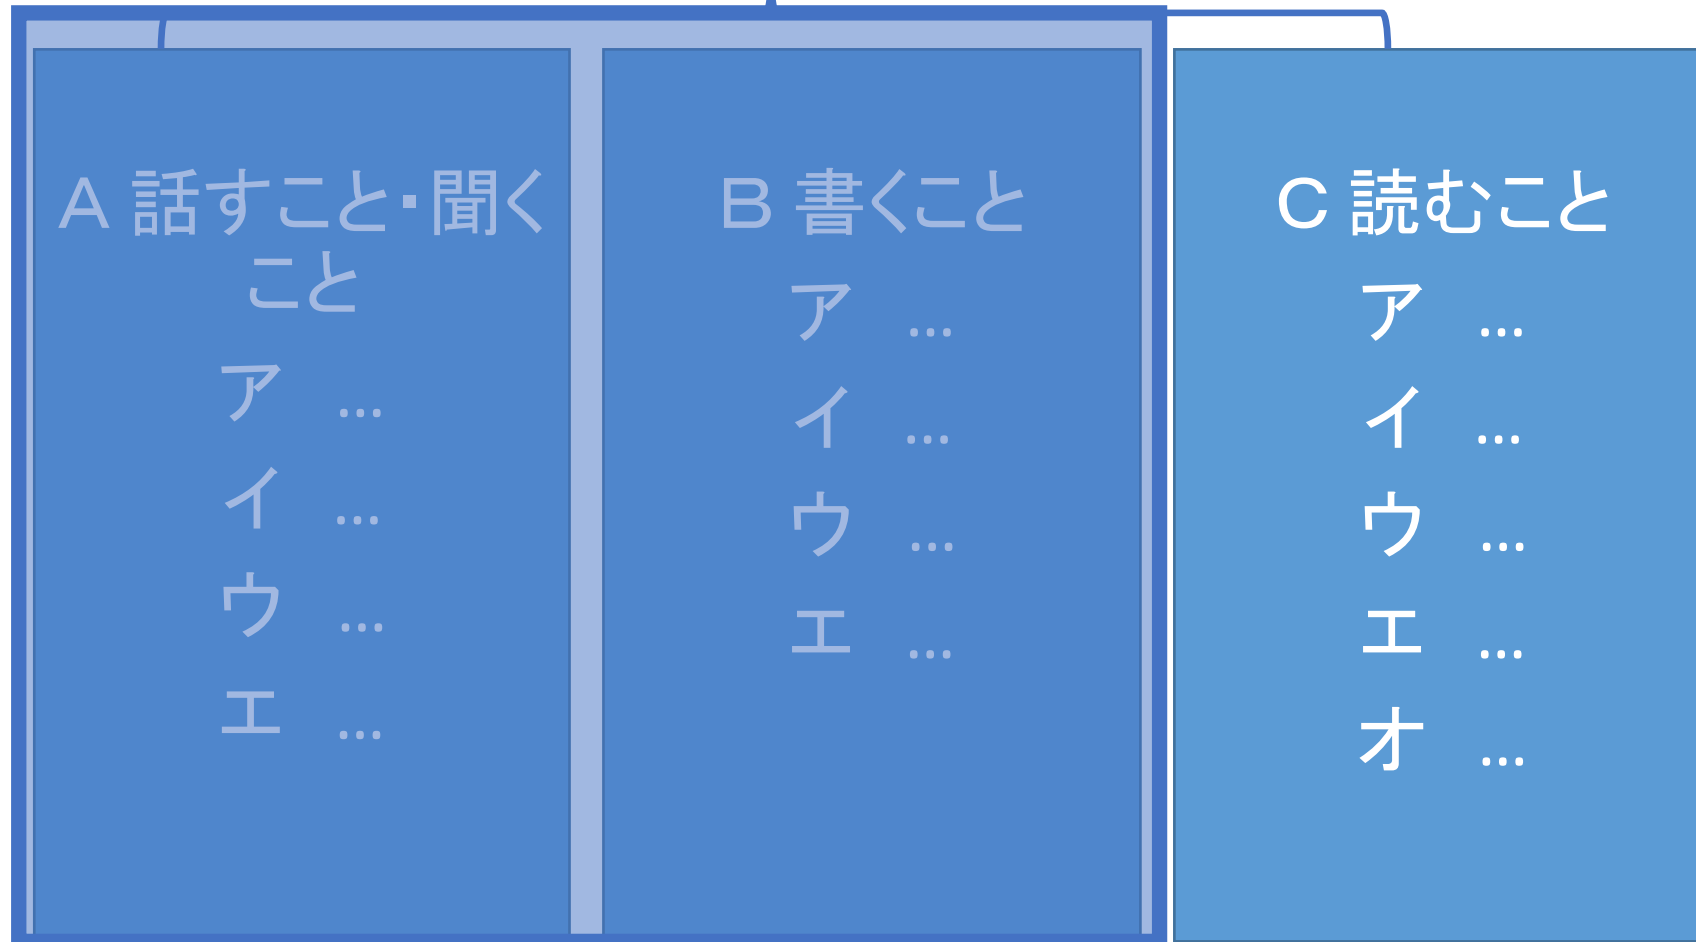 A 話すこと・聞く
こと
ア …
イ …
ウ …
エ …
B 書くこと
ア …
イ …
ウ …
エ …
C 読むこと
ア …
イ …
ウ …
エ …
オ …